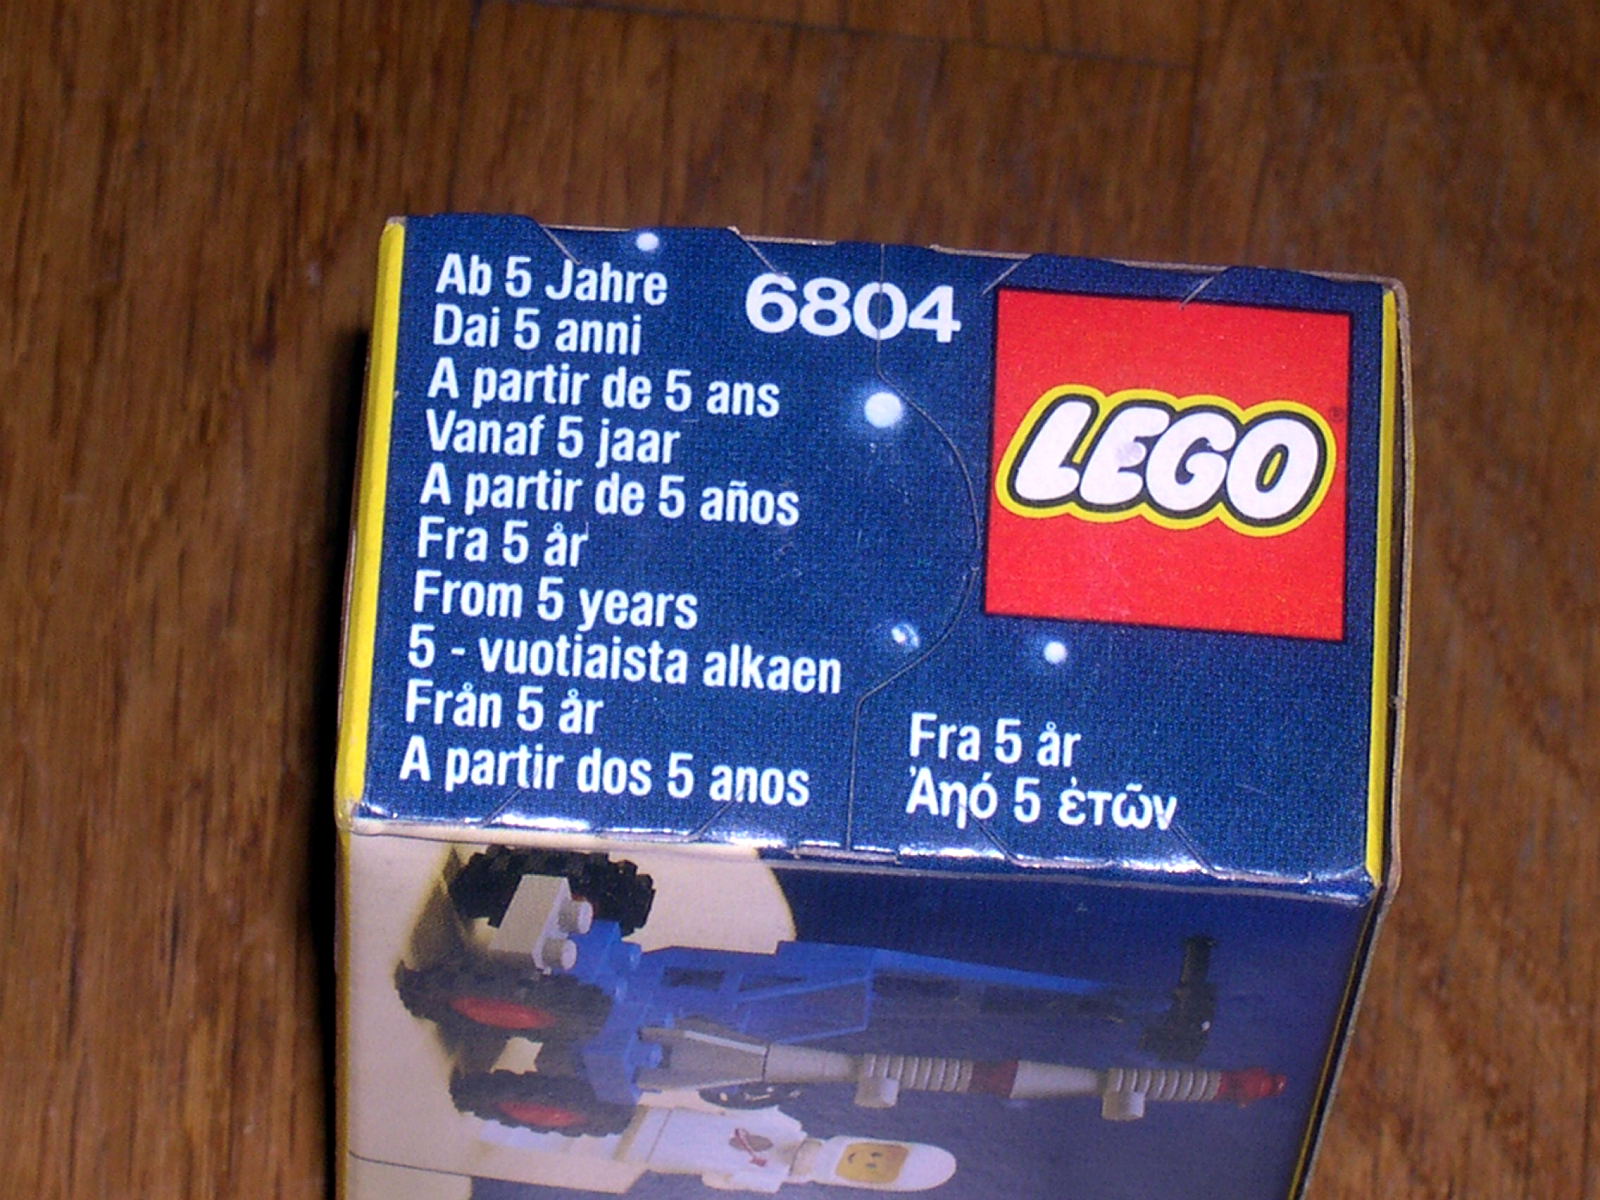 Ab 5 Jahre
Dai 5 anni
A partir de 5 ans
Vanaf 5 jaar
A partir de 5 años
Fra 5 år
From 5 years
5 - vuotiaista alkaen
Från 5 år
A partir dos 5 anos
6804
LEGO
Fra 5 år
Ἀηό 5 ἐτῶν